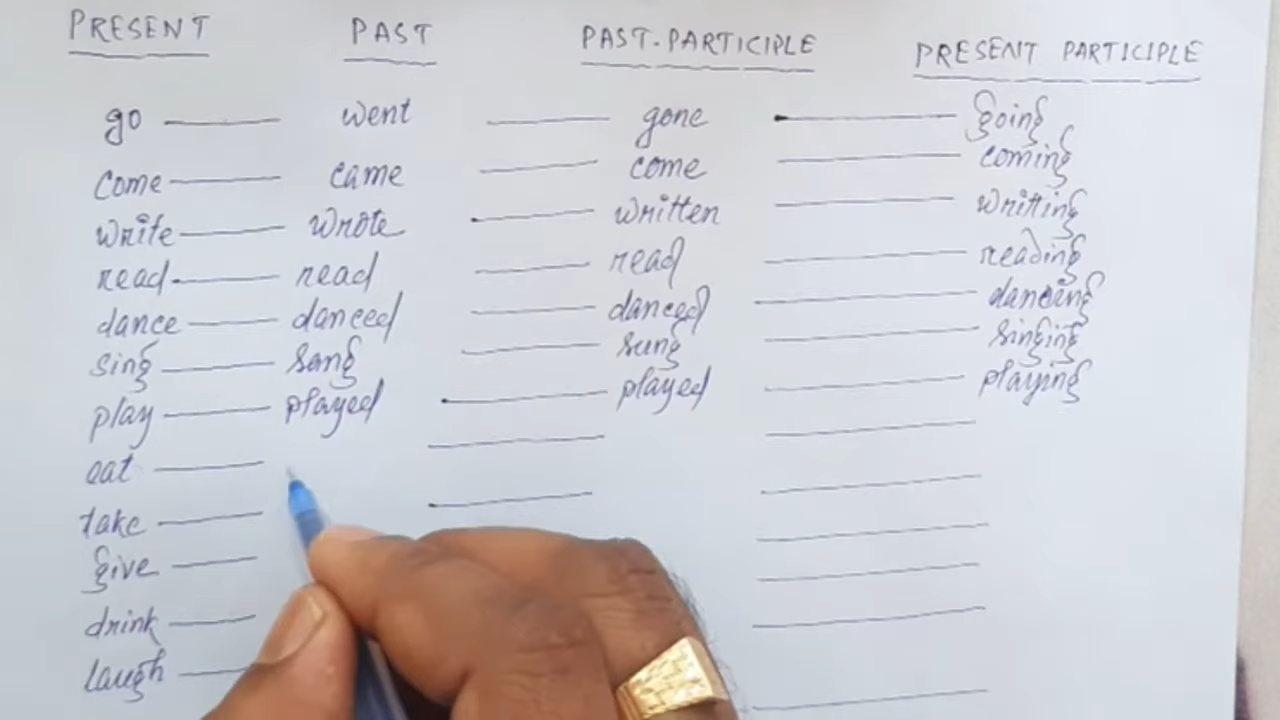 PRESENT PAST PAST-PARTICIPLE PRESENT PARTICIPLE
go went gone going
come came come coming
write wrote written writting
read read read reading
dance danced danced dancing
sing sang sung singing
play played played playing
eat
take
give
drink
laugh